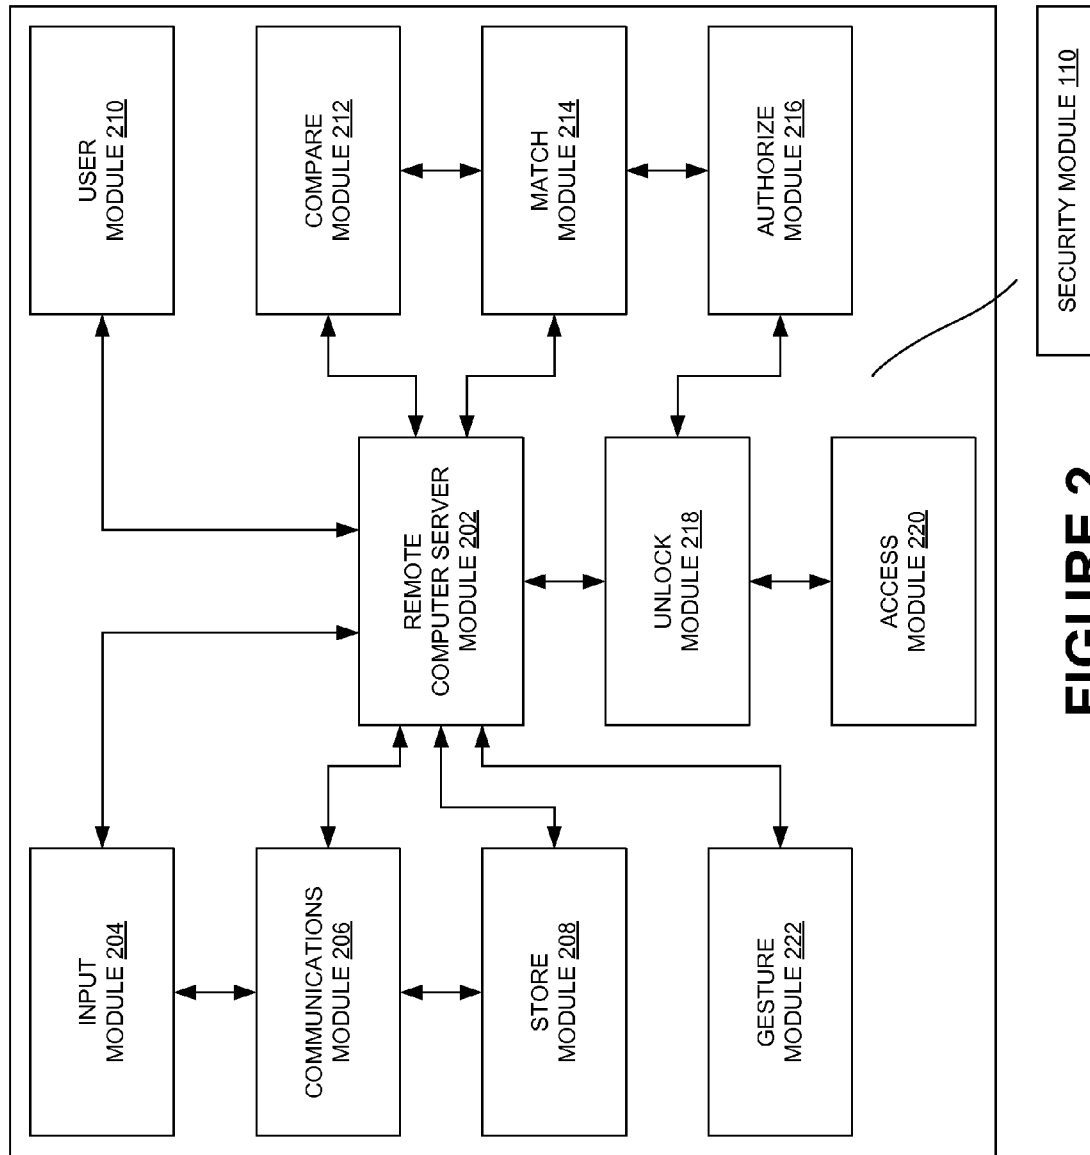 INPUT
MODULE 204
COMMUNICATIONS
MODULE 206
STORE
MODULE 208
GESTURE
MODULE 222
REMOTE
COMPUTER SERVER
MODULE 202
UNLOCK
MODULE 218
ACCESS
MODULE 220
USER
MODULE 210
COMPARE
MODULE 212
MATCH
MODULE 214
AUTHORIZE
MODULE 216
SECURITY MODULE 110
FIGURE 2